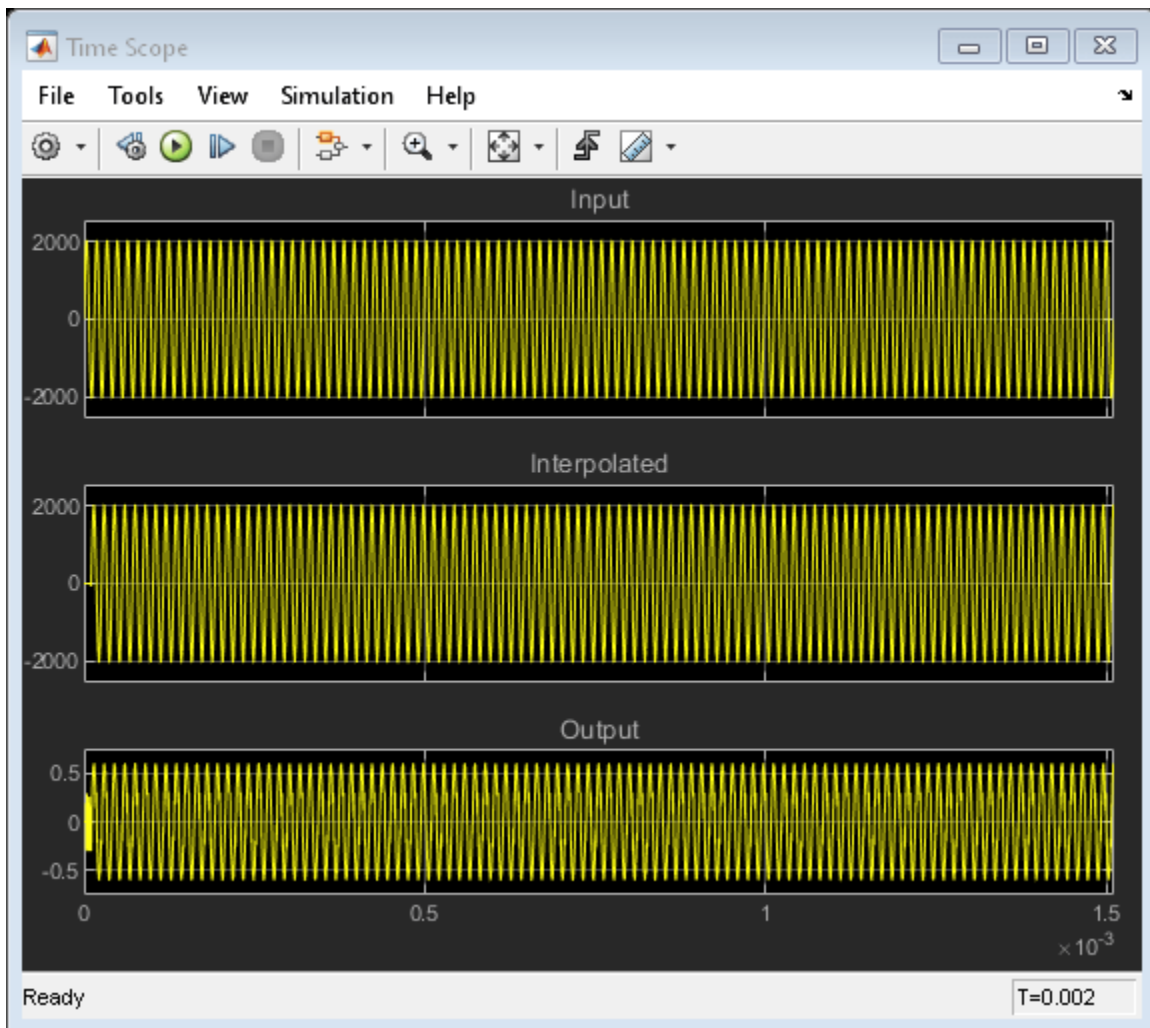 Time Scope
File Tools View Simulation Help
Input
2000
0
-2000
Interpolated
2000
0
-2000
Output
0.5
0
-0.5
0 0.5 1 1.5
×10⁻³
Ready T=0.002